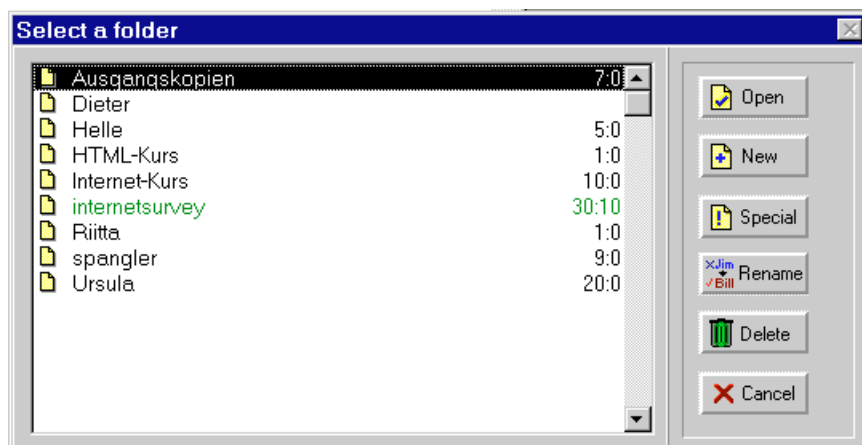 Select a folder
Ausgangskopien 7:0
Dieter
Helle 5:0
HTML-Kurs 1:0
Internet-Kurs 10:0
internetsurvey 30:10
Riitta 1:0
spangler 9:0
Ursula 20:0
Open
New
Special
Jim
Bill
Rename
Delete
Cancel